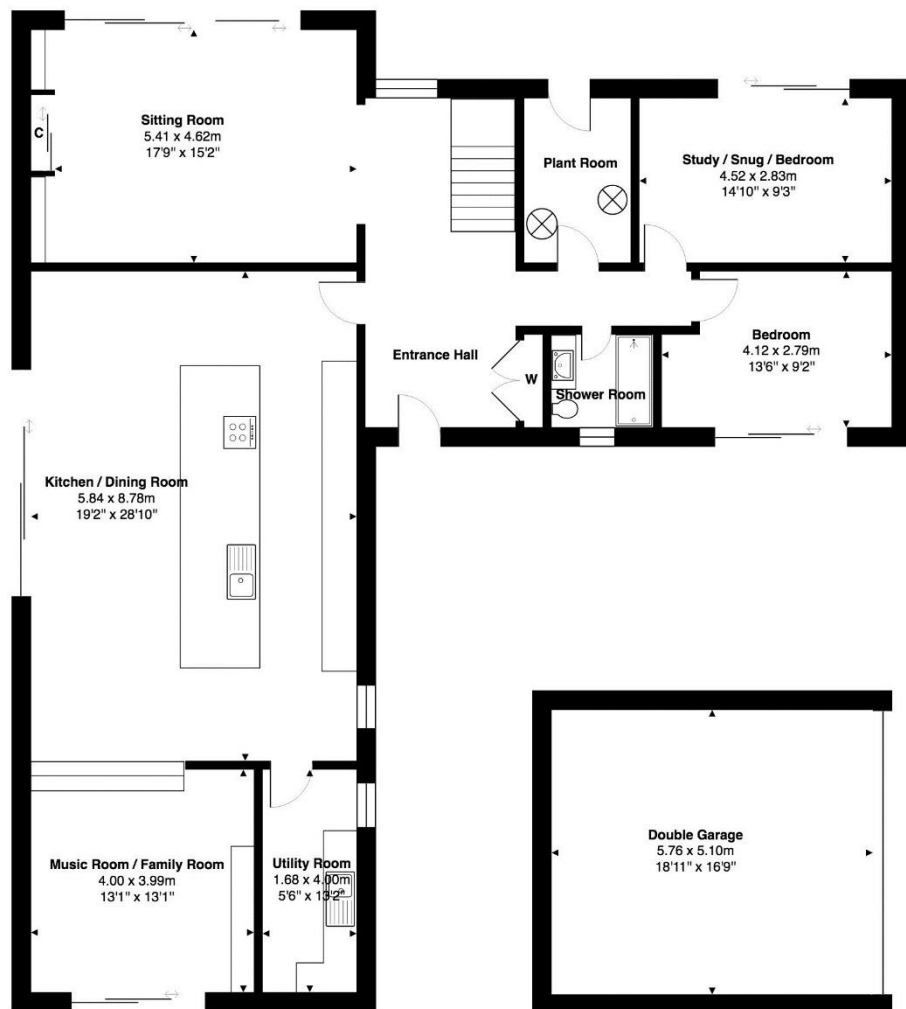 Sitting Room
5.41 x 4.62m
17'9" x 15'2"
C
Plant Room
Study / Snug / Bedroom
4.52 x 2.83m
14'10" x 9'3"
Entrance Hall
W
Shower Room
Bedroom
4.12 x 2.79m
13'6" x 9'2"
Kitchen / Dining Room
5.84 x 8.78m
19'2" x 28'10"
Music Room / Family Room
4.00 x 3.99m
13'1" x 13'1"
Utility Room
1.68 x 4.00m
5'6" x 13'2"
Double Garage
5.76 x 5.10m
18'11" x 16'9"